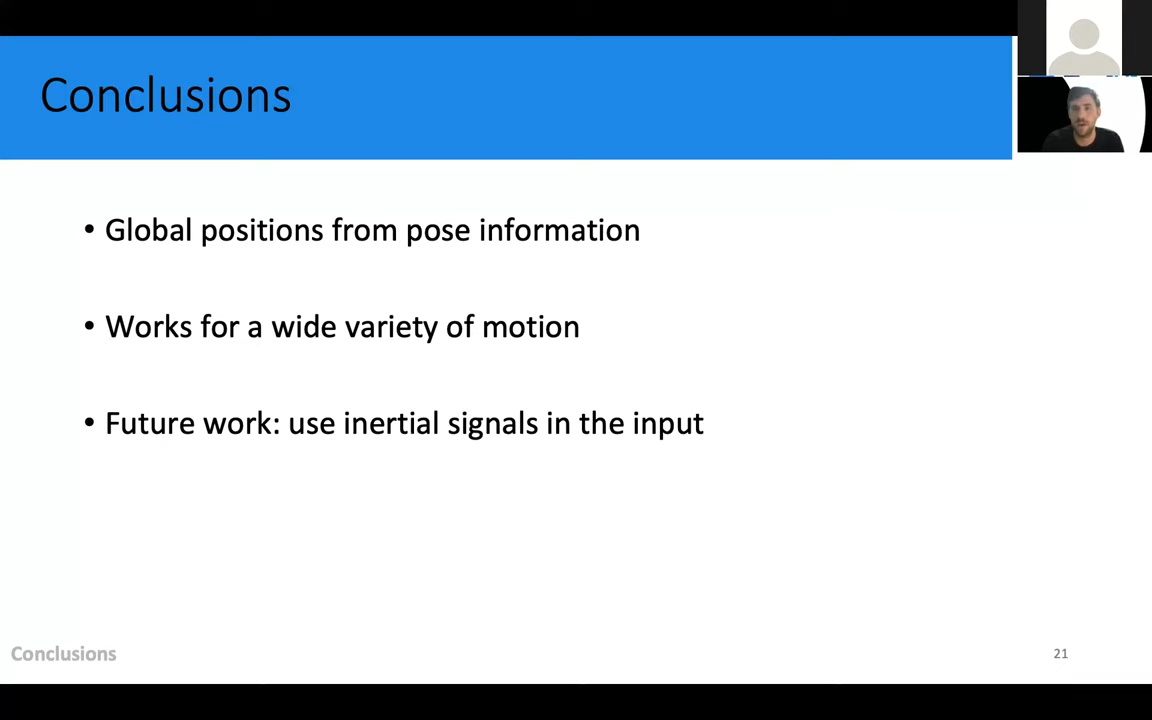 Conclusions
• Global positions from pose information
• Works for a wide variety of motion
• Future work: use inertial signals in the input
Conclusions
21